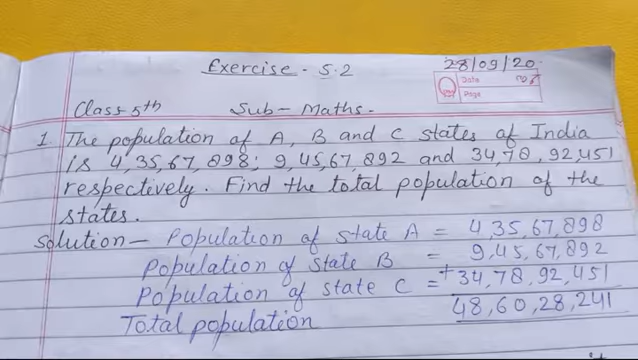 Exercise - 5.2
28/09/20
Date
Page
Class 5th Sub - Maths.
1. The population of A, B and C states of India
is 4,35,67,898; 9,45,67,892 and 34,78,92,451
respectively. Find the total population of the
states.
Solution — Population of state A = 4,35,67,898
Population of state B = 9,45,67,892
Population of state C = + 34,78,92,451
Total population 48,60,28,241